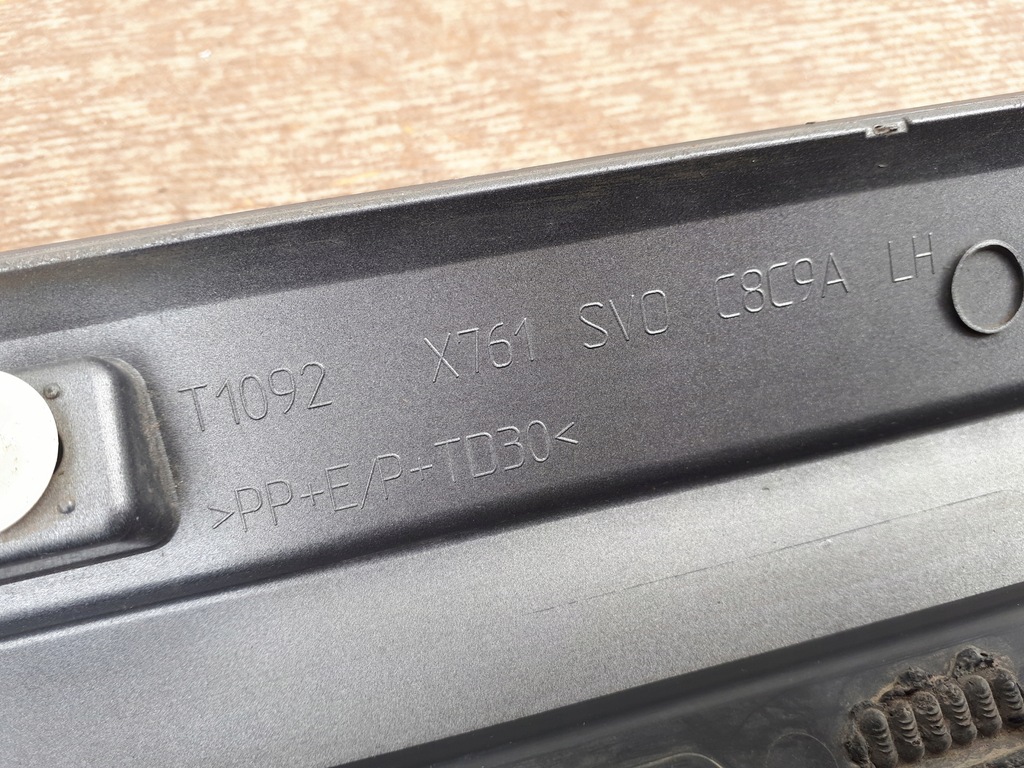 T1092 X761 SVO C8C9A LH
>PP+E/P-TD30<